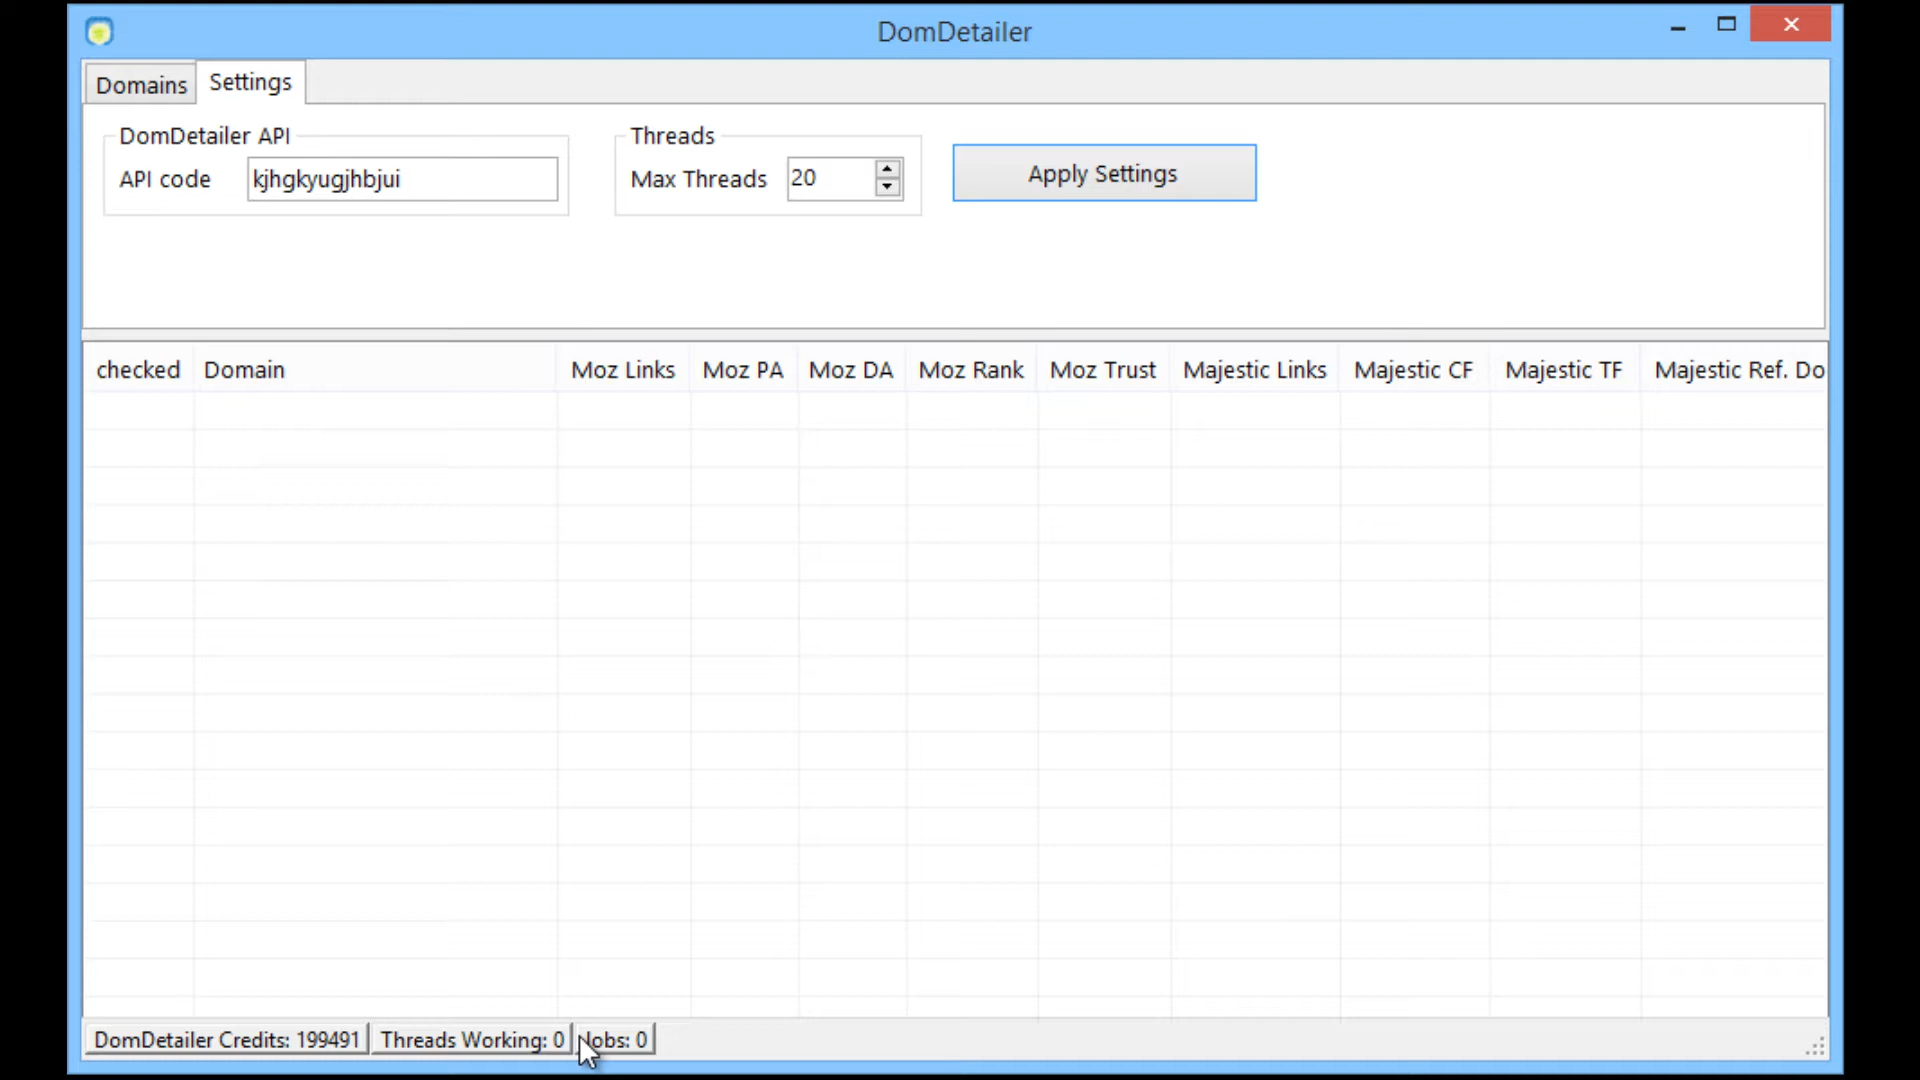 DomDetailer
Domains
Settings
DomDetailer API
API code
kjhgkyugjhbjui
Threads
Max Threads
20
Apply Settings
checked Domain Moz Links Moz PA Moz DA Moz Rank Moz Trust Majestic Links Majestic CF Majestic TF Majestic Ref. Do
DomDetailer Credits: 199491 Threads Working: 0 Jobs: 0